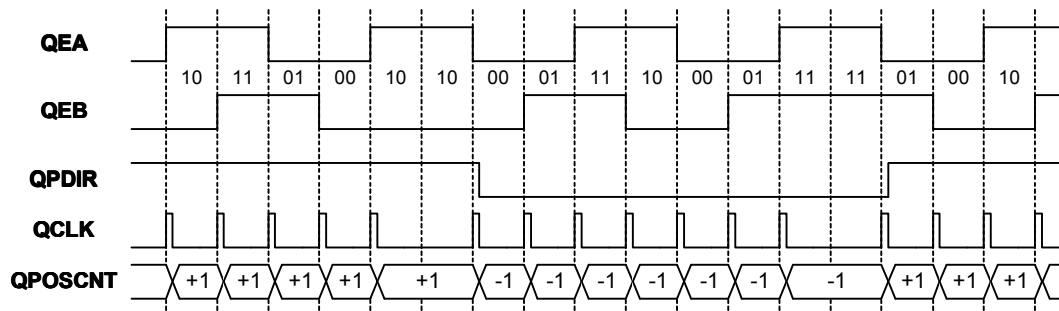 QEA
10 11 01 00 10 10 00 01 11 10 00 01 11 11 01 00 10
QEB
QPDIR
QCLK
QPOSCNT +1 +1 +1 +1 +1 -1 -1 -1 -1 -1 -1 -1 +1 +1 +1